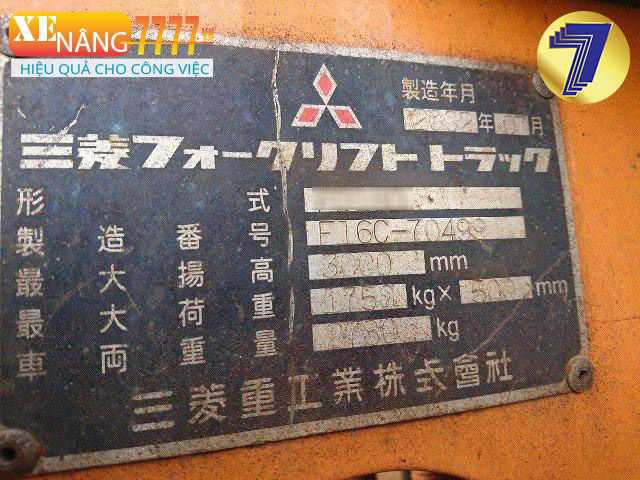 XE NÂNG 7777
HIỆU QUẢ CHO CÔNG VIỆC
7
製造年月
年 月
三菱フォークリフト トラック
形式
製造番号 F16C-70499
最大揚高 mm
最大荷重 kg× mm
車両重量 kg
三菱重工業株式會社